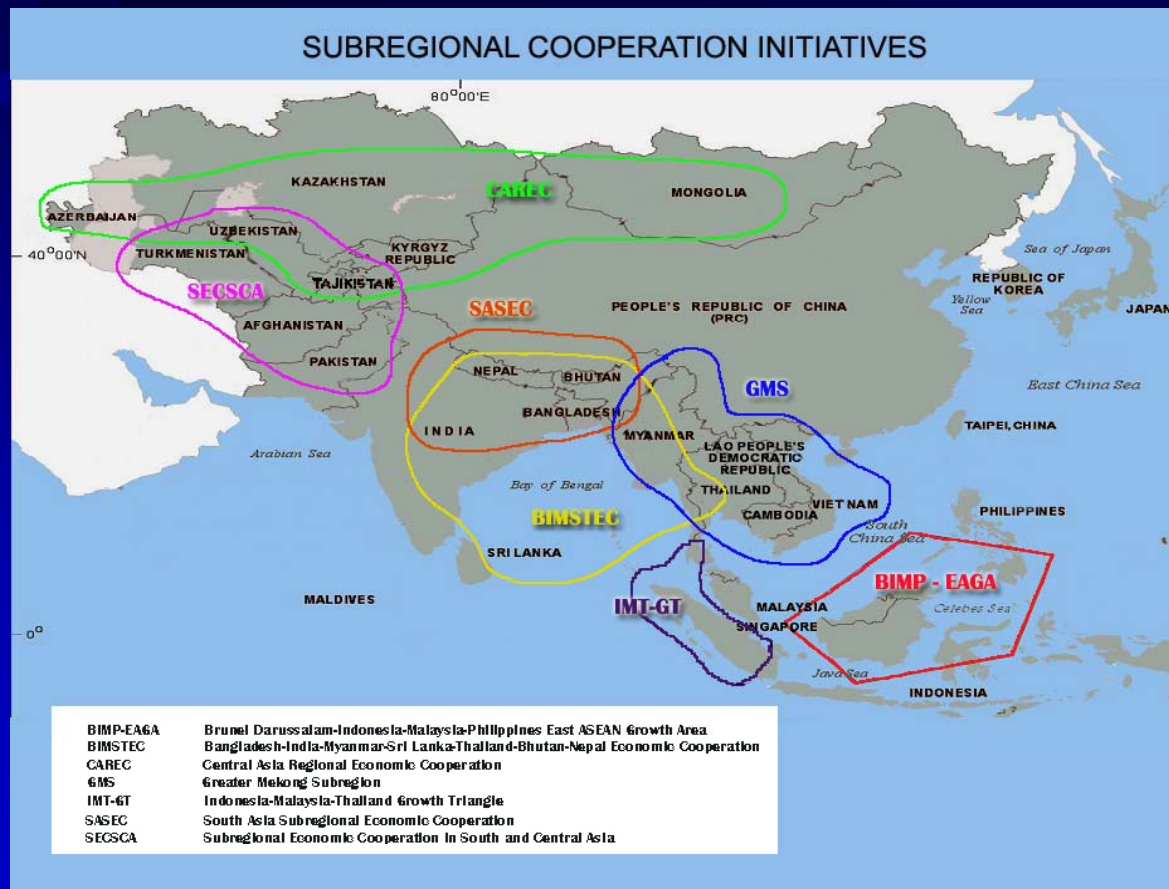 SUBREGIONAL COOPERATION INITIATIVES
80°00'E
KAZAKHSTAN
CAREC
MONGOLIA
AZERBAIJAN
UZBEKISTAN
40°00'N
TURKMENISTAN
KYRGYZ
REPUBLIC
Sea of Japan
TAJIKISTAN
REPUBLIC OF
KOREA
SECSCA
SASEC
PEOPLE'S REPUBLIC OF CHINA
(PRC)
Yellow
Sea
JAPAN
AFGHANISTAN
PAKISTAN
NEPAL
BHUTAN
GMS
East China Sea
BANGLADESH
INDIA
MYANMAR
TAIPEI,CHINA
LAO PEOPLE'S
DEMOCRATIC
REPUBLIC
Arabian Sea
Bay of Bengal
THAILAND
VIET NAM
CAMBODIA
PHILIPPINES
BIMSTEC
South
China Sea
SRI LANKA
BIMP - EAGA
MALDIVES
IMT-GT
MALAYSIA
Celebes Sea
SINGAPORE
0°
Java Sea
INDONESIA
BIMP-EAGA Brunei Darussalam-Indonesia-Malaysia-Philippines East ASEAN Growth Area
BIMSTEC Bangladesh-India-Myanmar-Sri Lanka-Thailand-Bhutan-Nepal Economic Cooperation
CAREC Central Asia Regional Economic Cooperation
GMS Greater Mekong Subregion
IMT-GT Indonesia-Malaysia-Thailand Growth Triangle
SASEC South Asia Subregional Economic Cooperation
SECSCA Subregional Economic Cooperation in South and Central Asia